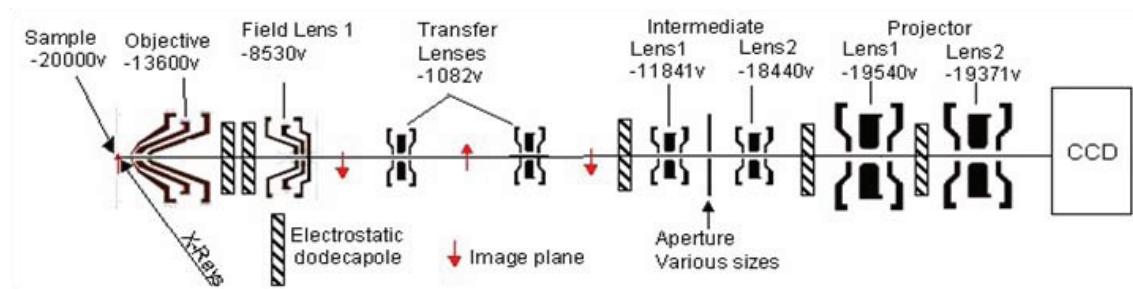 Sample
-20000v
Objective
-13600v
Field Lens 1
-8530v
Transfer
Lenses
-1082v
Intermediate
Lens1
-11841v
Lens2
-18440v
Projector
Lens1
-19540v
Lens2
-19371v
CCD
X-Rays
Electrostatic
dodecapole
Image plane
Aperture
Various sizes